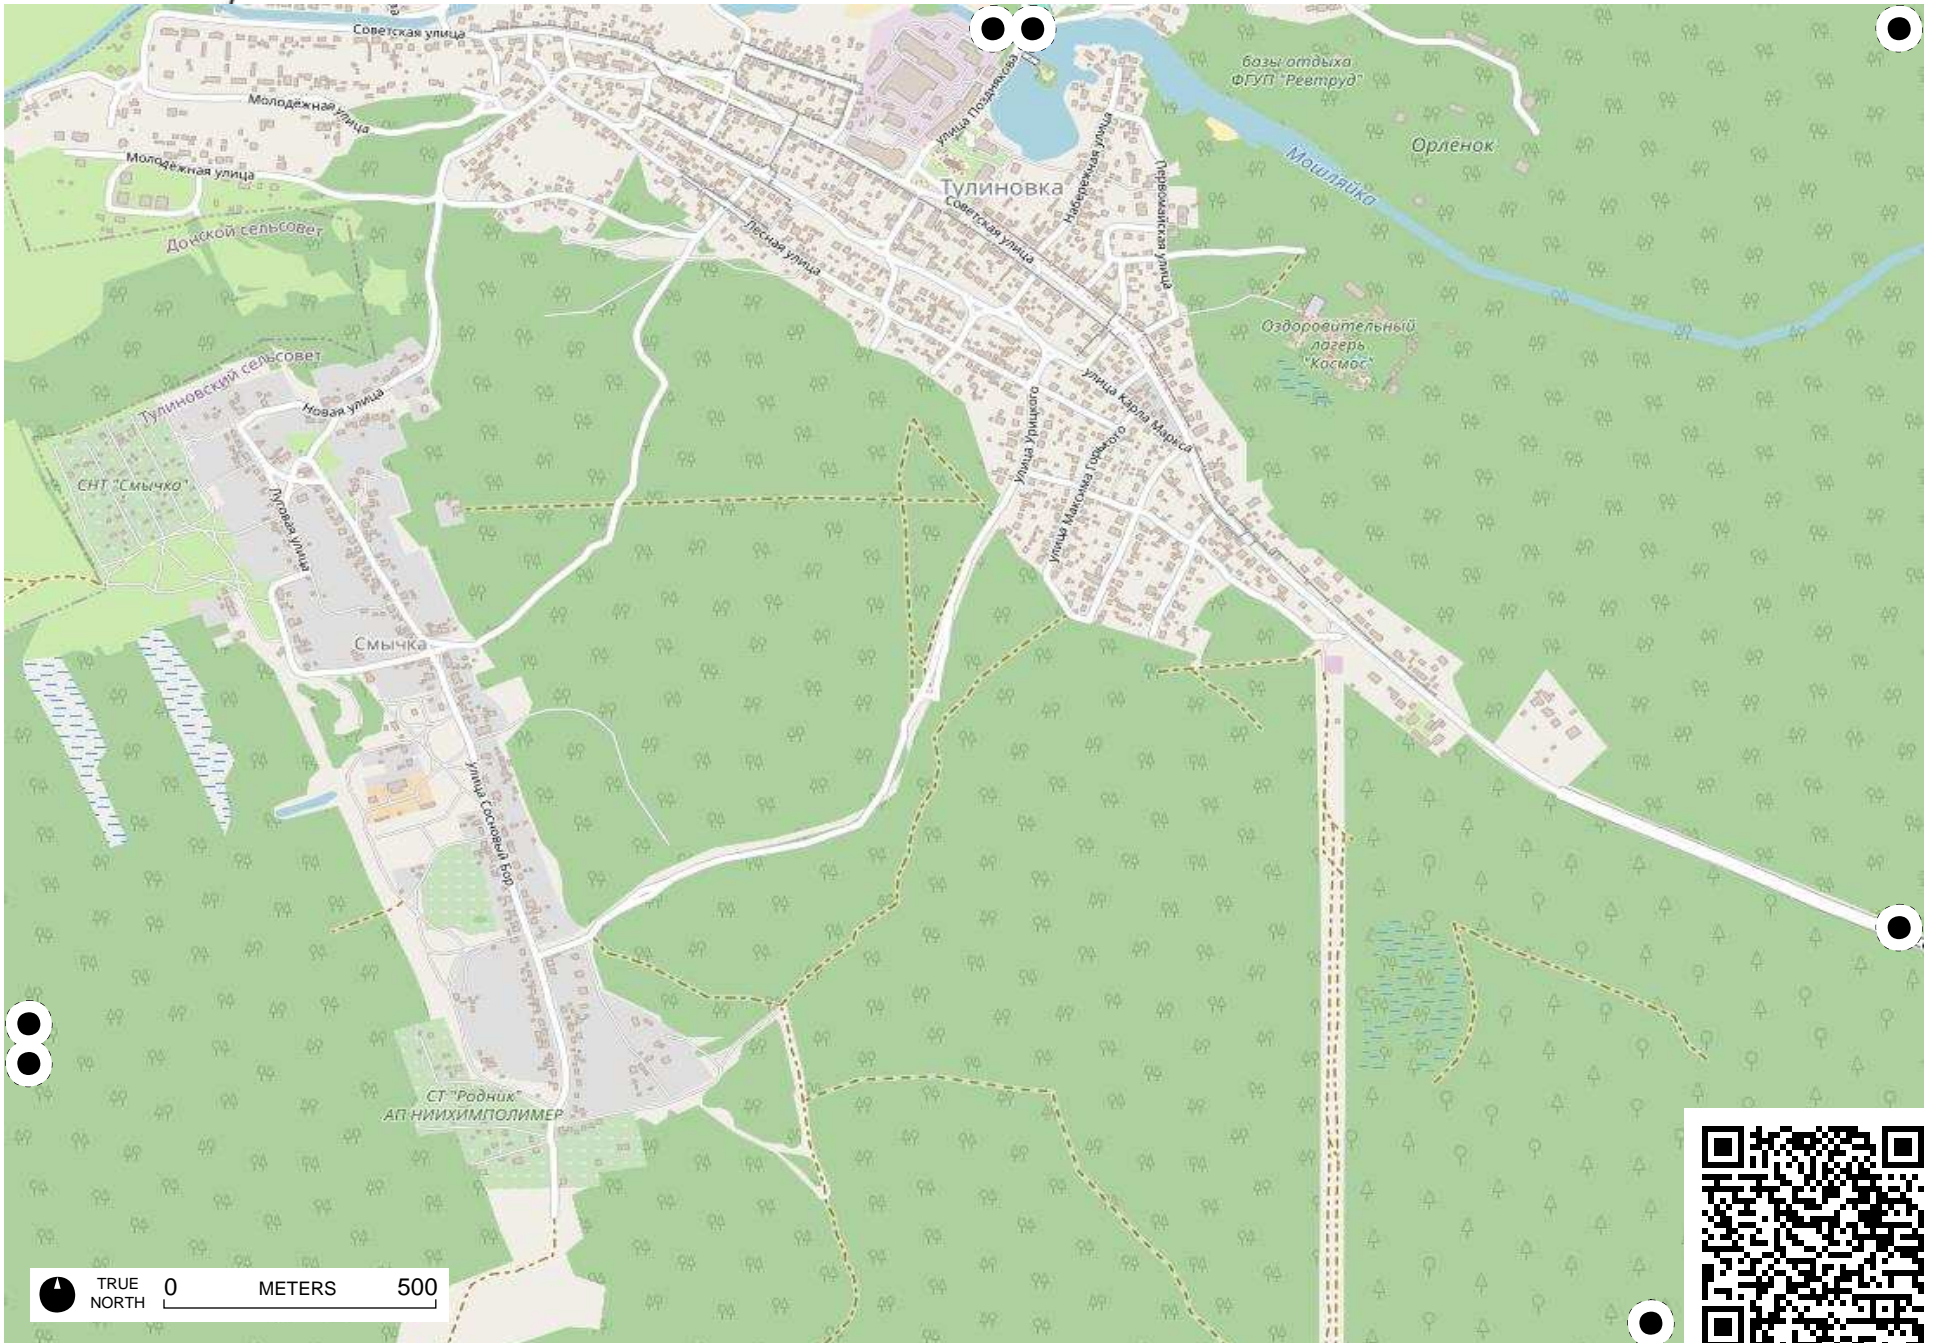 Советская улица
базы отдыха
ФГУП "Ревтруд"
Молодёжная улица
улица Позднякова
Набережная улица
Орлёнок
Мошляйка
Молодёжная улица
Первомайская улица
Тулиновка
Советская улица
Донской сельсовет
Лесная улица
Оздоровительный
лагерь
"Космос"
Тулиновский сельсовет
Новая улица
улица Карла Маркса
улица Урицкого
улица Максима Горького
СНТ "Смычка"
Луговая улица
Смычка
улица Сосновый Бор
СТ "Родник"
АП НИИХИМПОЛИМЕР
TRUE
NORTH
0 METERS 500